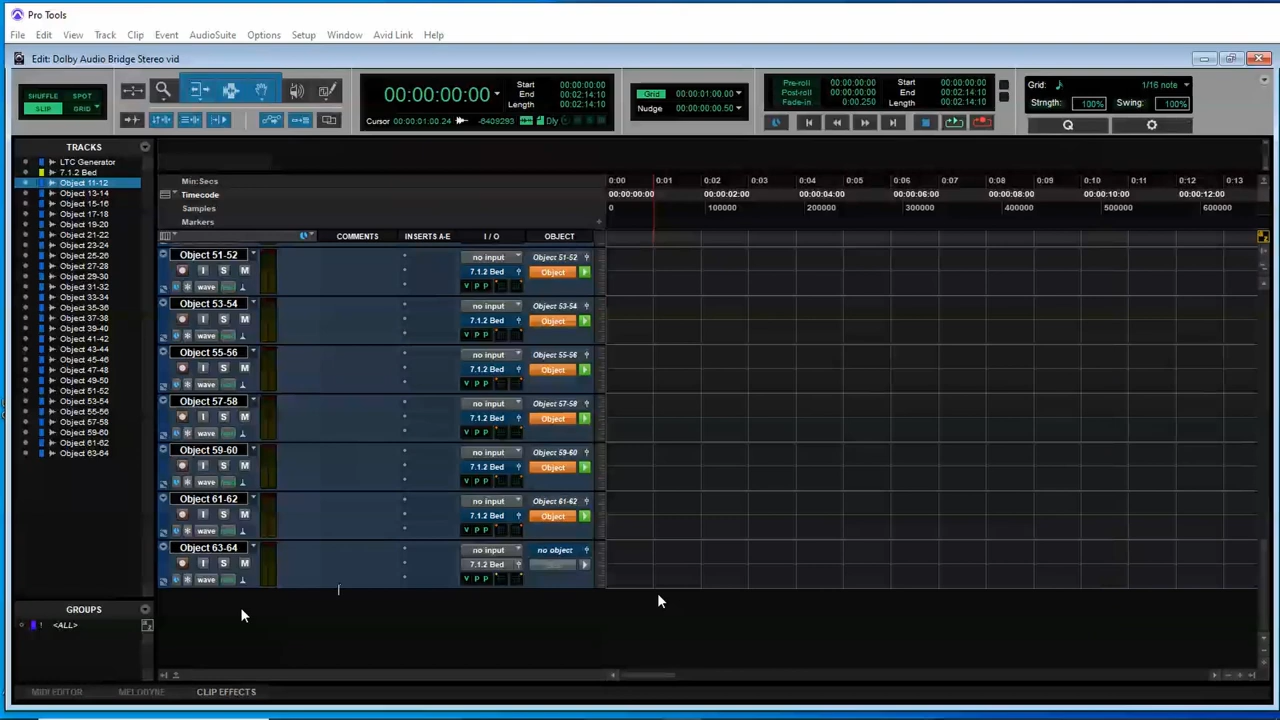 Pro Tools
File Edit View Track Clip Event AudioSuite Options Setup Window Avid Link Help
Edit: Dolby Audio Bridge Stereo vid
SHUFFLE SPOT
SLIP GRID
00:00:00:00
Start 00:00:00:00
End 00:02:14:10
Length 00:02:14:10
Cursor 00:00:01:00.24 -6409293 Dly
Grid 00:00:01:00.00
Nudge 00:00:00:00.50
Pre-roll 00:00:00:00
Post-roll 00:00:00:00
Fade-in 0:00.250
Start 00:00:00:00
End 00:02:14:10
Length 00:02:14:10
Grid: 1/16 note
Strngth: 100% Swing: 100%
Q
TRACKS
LTC Generator
7.1.2 Bed
Object 11-12
Object 13-14
Object 15-16
Object 17-18
Object 19-20
Object 21-22
Object 23-24
Object 25-26
Object 27-28
Object 29-30
Object 31-32
Object 33-34
Object 35-36
Object 37-38
Object 39-40
Object 41-42
Object 43-44
Object 45-46
Object 47-48
Object 49-50
Object 51-52
Object 53-54
Object 55-56
Object 57-58
Object 59-60
Object 61-62
Object 63-64
Min:Secs 0:00 0:01 0:02 0:03 0:04 0:05 0:06 0:07 0:08 0:09 0:10 0:11 0:12 0:13
Timecode 00:00:00:00 00:00:02:00 00:00:04:00 00:00:06:00 00:00:08:00 00:00:10:00 00:00:12:00
Samples 0 100000 200000 300000 400000 500000 600000
Markers
COMMENTS INSERTS A-E I / O OBJECT
Object 51-52 no input Object 51-52
I S M 7.1.2 Bed Object
wave v p p
Object 53-54 no input Object 53-54
I S M 7.1.2 Bed Object
wave v p p
Object 55-56 no input Object 55-56
I S M 7.1.2 Bed Object
wave v p p
Object 57-58 no input Object 57-58
I S M 7.1.2 Bed Object
wave v p p
Object 59-60 no input Object 59-60
I S M 7.1.2 Bed Object
wave v p p
Object 61-62 no input Object 61-62
I S M 7.1.2 Bed Object
wave v p p
Object 63-64 no input no object
I S M 7.1.2 Bed
wave v p p
GROUPS
! <ALL>
MIDI EDITOR MELODYNE CLIP EFFECTS